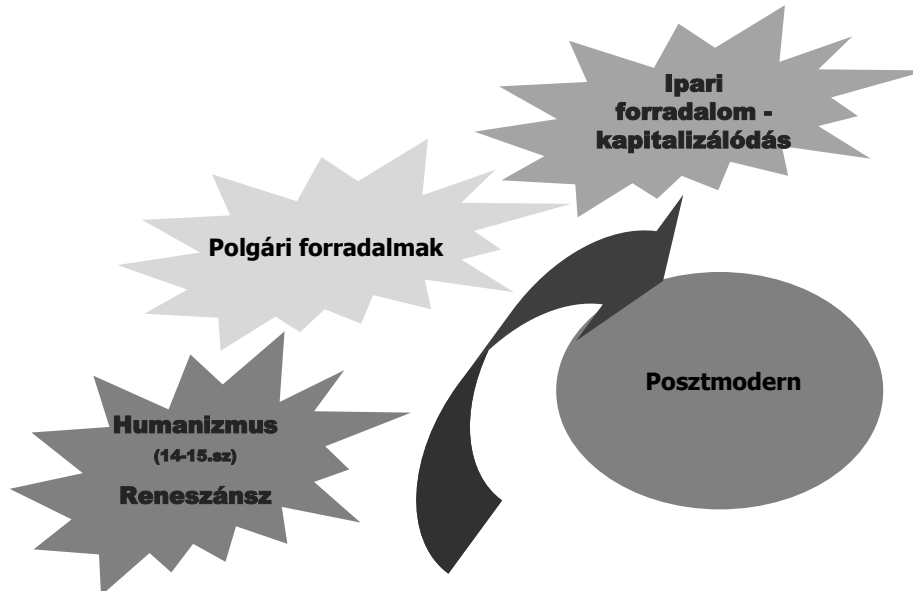 Ipari
forradalom -
kapitalizálódás
Polgári forradalmak
Posztmodern
Humanizmus
(14-15.sz)
Reneszánsz